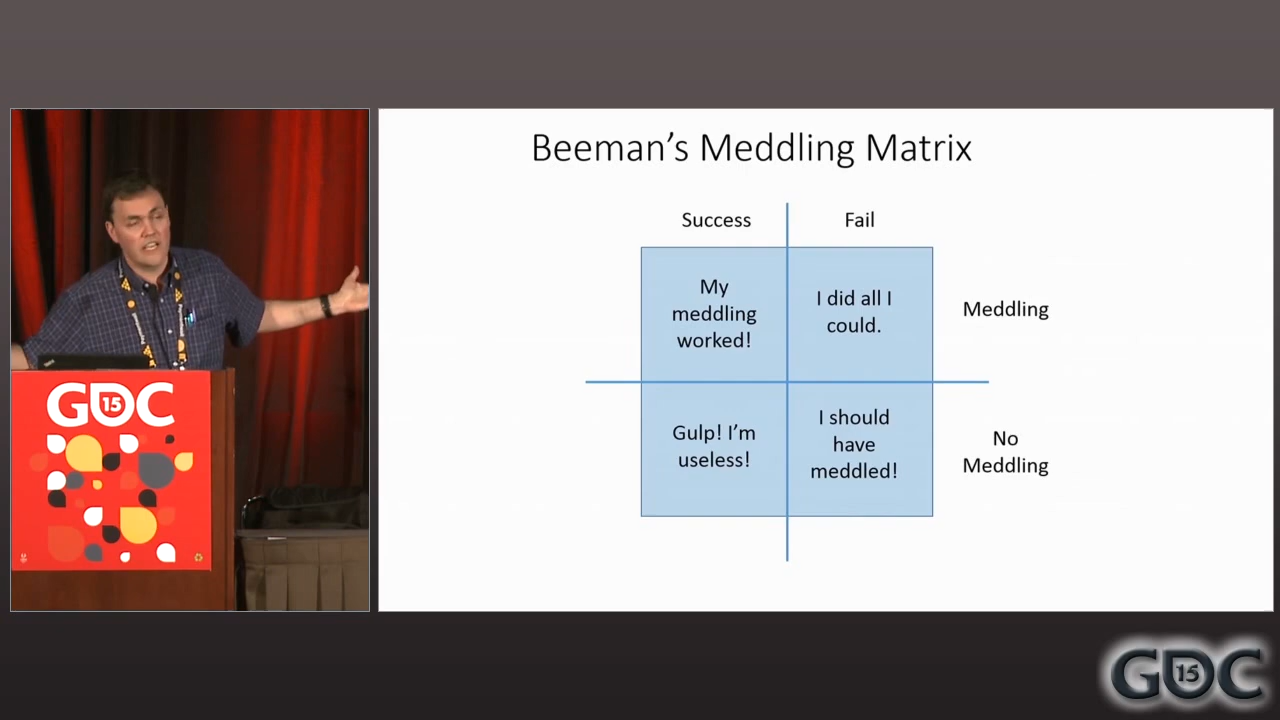 Beeman's Meddling Matrix
Success
Fail
My
meddling
worked!
I did all I
could.
Meddling
Gulp! I'm
useless!
I should
have
meddled!
No
Meddling
GDC
15
GDC
15